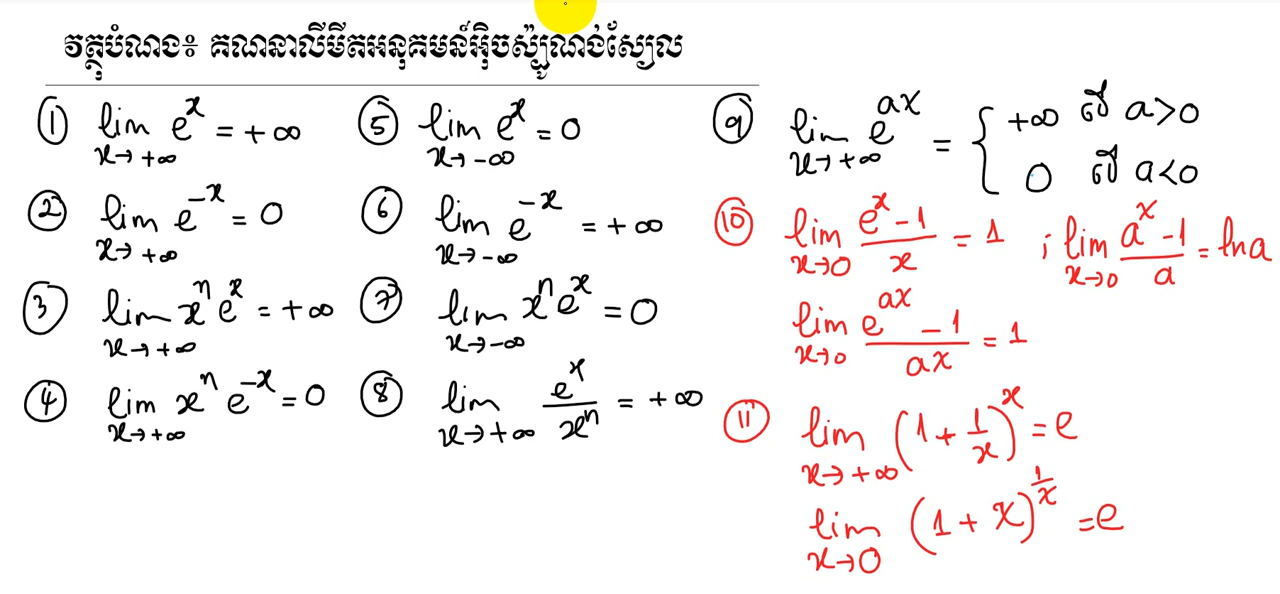 វត្ថុបំណង៖ គណនាលីមីតអនុគមន៍អ៊ិចស្ប៉ូណង់ស្យែល
① lim_{x→+∞} e^x = +∞
② lim_{x→+∞} e^{-x} = 0
③ lim_{x→+∞} x^n e^x = +∞
④ lim_{x→+∞} x^n e^{-x} = 0
⑤ lim_{x→-∞} e^x = 0
⑥ lim_{x→-∞} e^{-x} = +∞
⑦ lim_{x→-∞} x^n e^x = 0
⑧ lim_{x→+∞} e^x/x^n = +∞
⑨ lim_{x→+∞} e^{ax} = { +∞ បើ a>0
0 បើ a<0
⑩ lim_{x→0} (e^x - 1)/x = 1 ; lim_{x→0} (a^x - 1)/a = ln a
lim_{x→0} (e^{ax} - 1)/(ax) = 1
⑪ lim_{x→+∞} (1 + 1/x)^x = e
lim_{x→0} (1 + x)^{1/x} = e